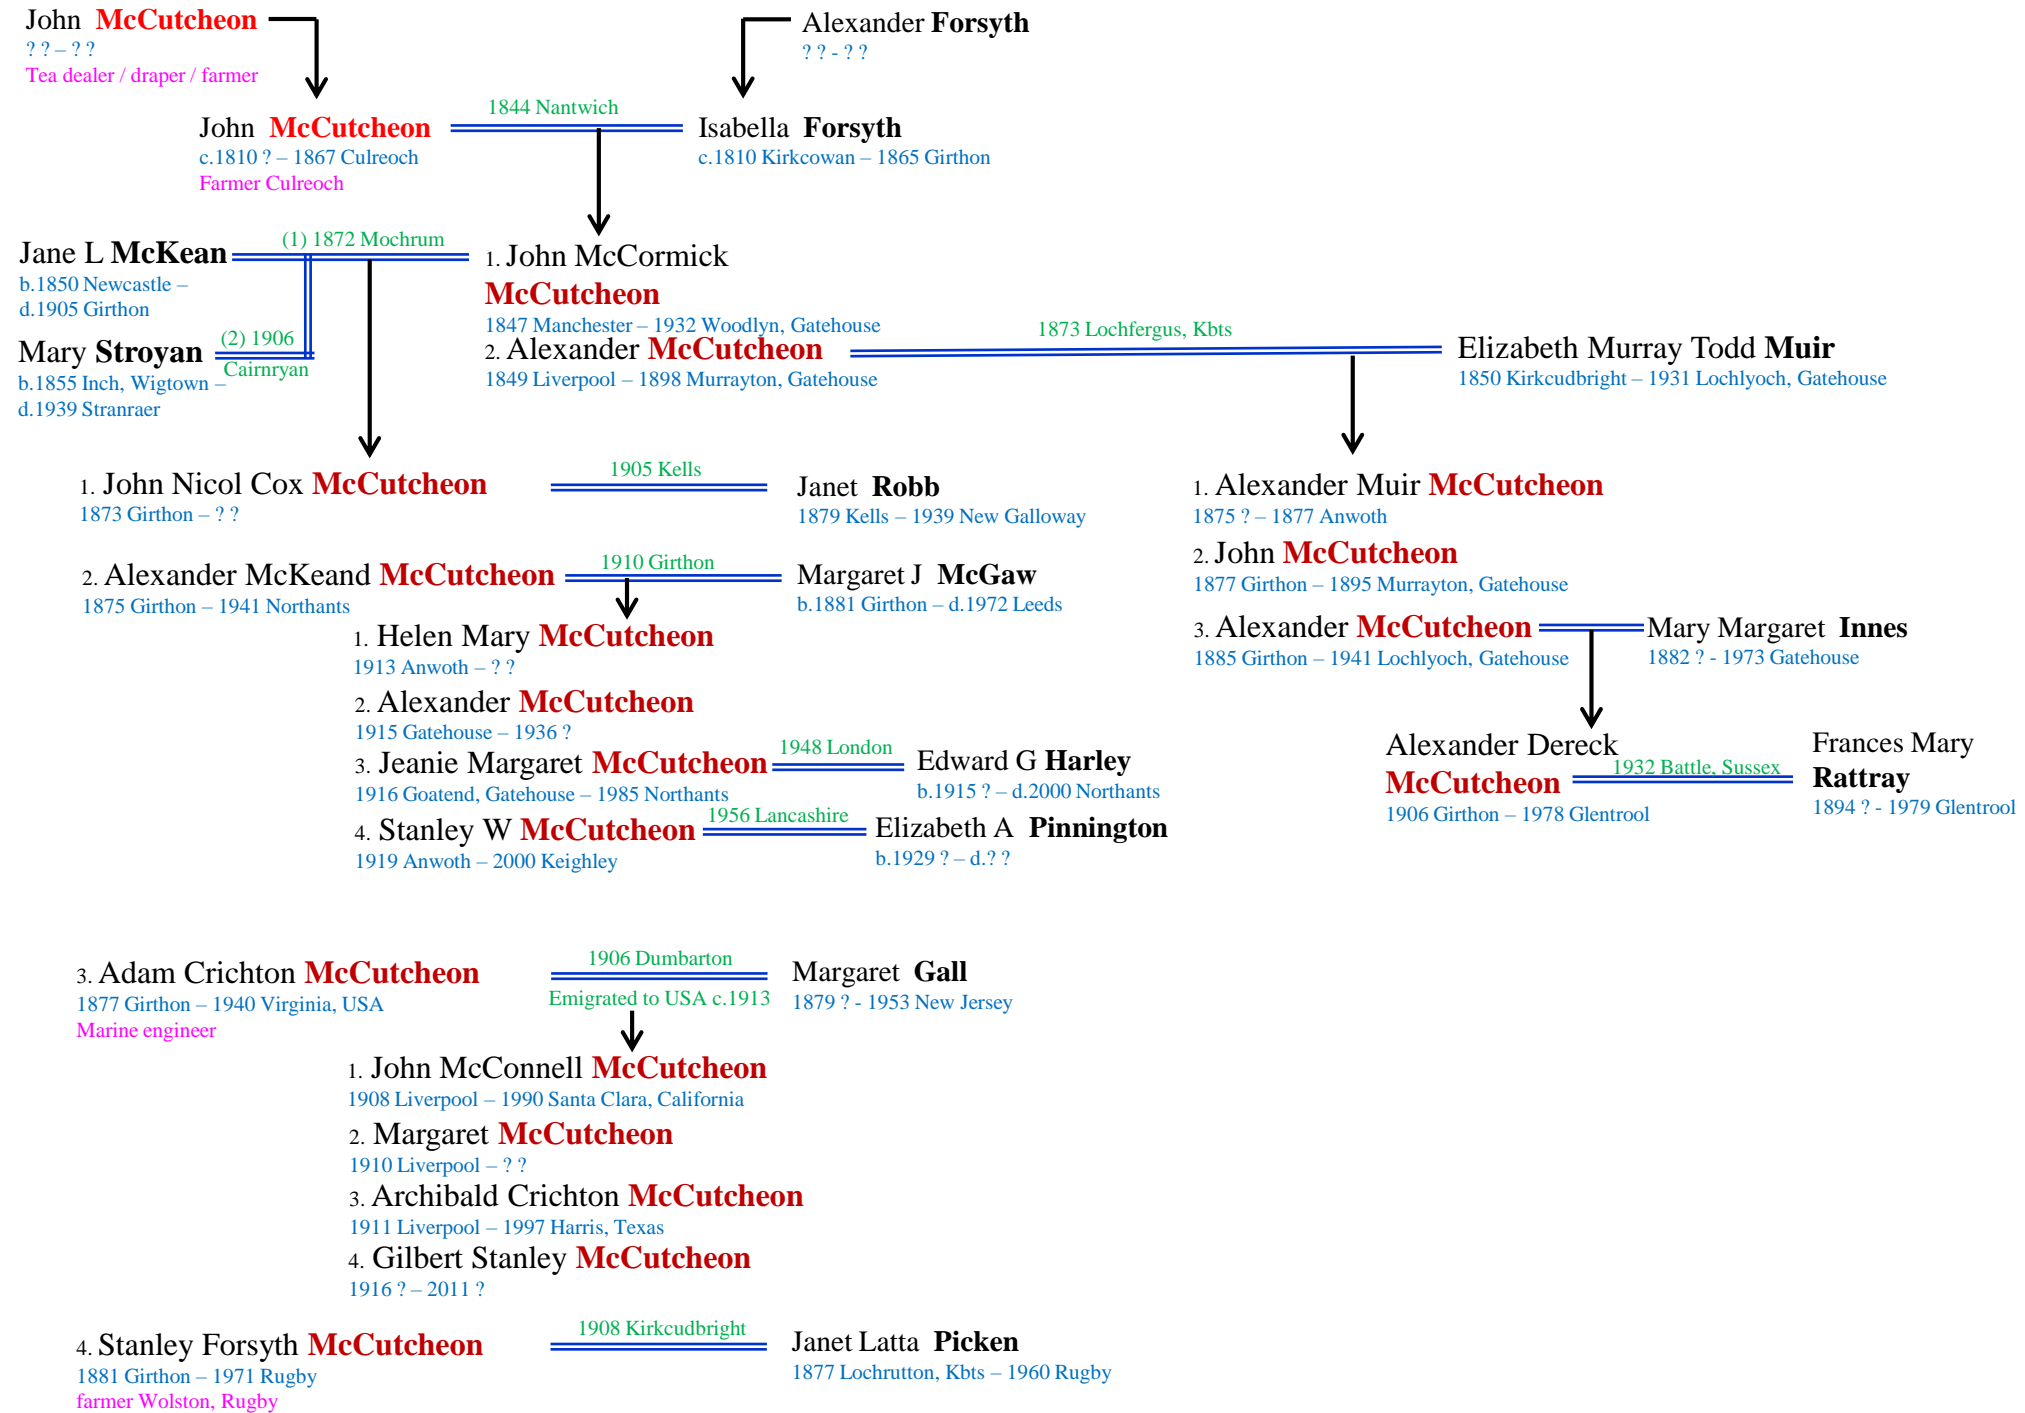 John McCutcheon
? ? – ? ?
Tea dealer / draper / farmer
Alexander Forsyth
? ? - ? ?
John McCutcheon
c.1810 ? – 1867 Culreoch
Farmer Culreoch
1844 Nantwich
Isabella Forsyth
c.1810 Kirkcowan – 1865 Girthon
Jane L McKean
b.1850 Newcastle –
d.1905 Girthon
(1) 1872 Mochrum
Mary Stroyan
b.1855 Inch, Wigtown –
d.1939 Stranraer
(2) 1906
Cairnryan
1. John McCormick
McCutcheon
1847 Manchester – 1932 Woodlyn, Gatehouse
2. Alexander McCutcheon
1849 Liverpool – 1898 Murrayton, Gatehouse
1873 Lochfergus, Kbts
Elizabeth Murray Todd Muir
1850 Kirkcudbright – 1931 Lochlyoch, Gatehouse
1. John Nicol Cox McCutcheon
1873 Girthon – ? ?
1905 Kells
Janet Robb
1879 Kells – 1939 New Galloway
2. Alexander McKeand McCutcheon
1875 Girthon – 1941 Northants
1910 Girthon
Margaret J McGaw
b.1881 Girthon – d.1972 Leeds
1. Helen Mary McCutcheon
1913 Anwoth – ? ?
2. Alexander McCutcheon
1915 Gatehouse – 1936 ?
3. Jeanie Margaret McCutcheon
1916 Goatend, Gatehouse – 1985 Northants
1948 London
Edward G Harley
b.1915 ? – d.2000 Northants
4. Stanley W McCutcheon
1919 Anwoth – 2000 Keighley
1956 Lancashire
Elizabeth A Pinnington
b.1929 ? – d.? ?
1. Alexander Muir McCutcheon
1875 ? – 1877 Anwoth
2. John McCutcheon
1877 Girthon – 1895 Murrayton, Gatehouse
3. Alexander McCutcheon
1885 Girthon – 1941 Lochlyoch, Gatehouse
Mary Margaret Innes
1882 ? - 1973 Gatehouse
Alexander Dereck
McCutcheon
1906 Girthon – 1978 Glentrool
1932 Battle, Sussex
Frances Mary
Rattray
1894 ? - 1979 Glentrool
3. Adam Crichton McCutcheon
1877 Girthon – 1940 Virginia, USA
Marine engineer
1906 Dumbarton
Emigrated to USA c.1913
Margaret Gall
1879 ? - 1953 New Jersey
1. John McConnell McCutcheon
1908 Liverpool – 1990 Santa Clara, California
2. Margaret McCutcheon
1910 Liverpool – ? ?
3. Archibald Crichton McCutcheon
1911 Liverpool – 1997 Harris, Texas
4. Gilbert Stanley McCutcheon
1916 ? – 2011 ?
4. Stanley Forsyth McCutcheon
1881 Girthon – 1971 Rugby
farmer Wolston, Rugby
1908 Kirkcudbright
Janet Latta Picken
1877 Lochrutton, Kbts – 1960 Rugby